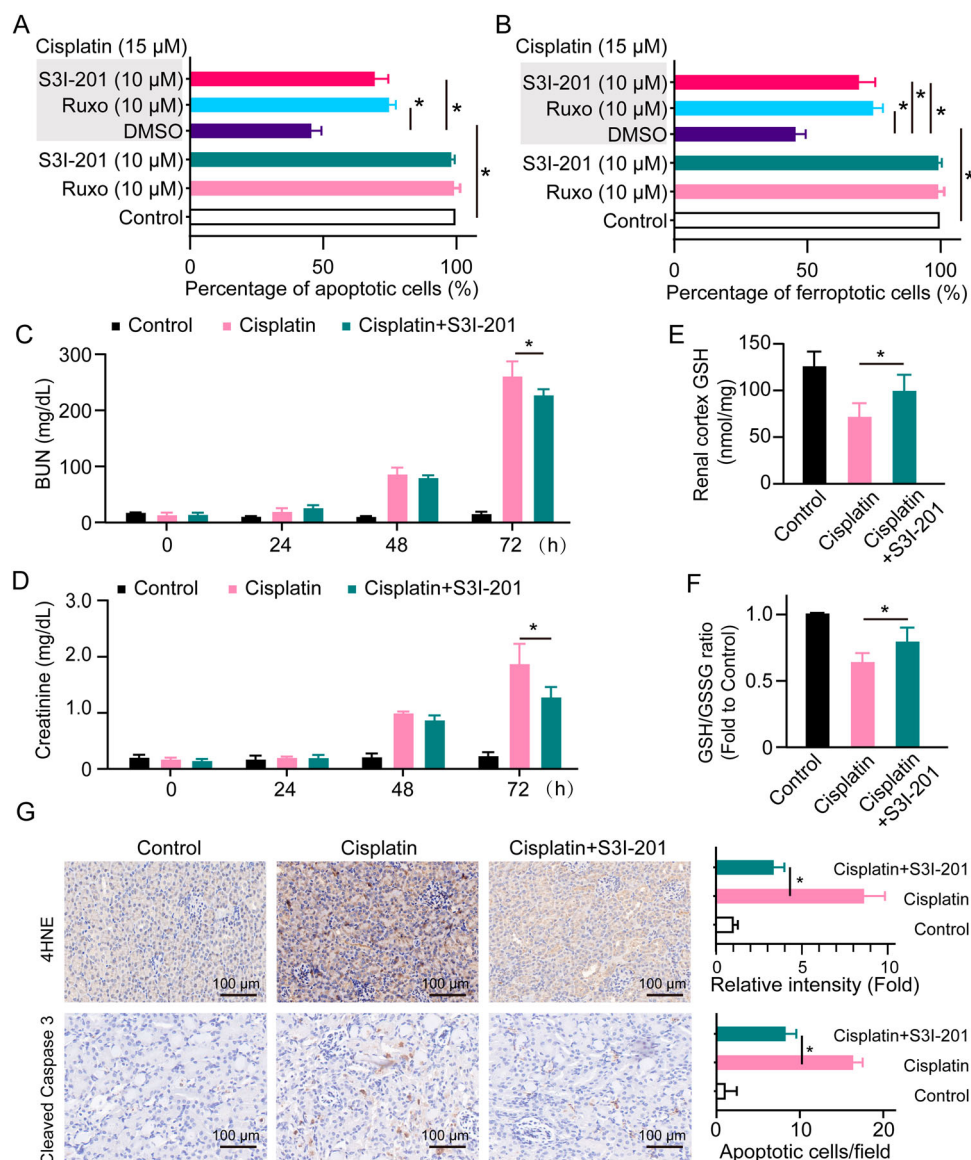 A
Cisplatin (15 µM)
S3I-201 (10 µM)
Ruxo (10 µM)
DMSO
S3I-201 (10 µM)
Ruxo (10 µM)
Control
*
*
*
0 50 100
Percentage of apoptotic cells (%)
B
Cisplatin (15 µM)
S3I-201 (10 µM)
Ruxo (10 µM)
DMSO
S3I-201 (10 µM)
Ruxo (10 µM)
Control
*
*
*
*
0 50 100
Percentage of ferroptotic cells (%)
C
Control Cisplatin Cisplatin+S3I-201
BUN (mg/dL)
300
200
100
0
*
0 24 48 72 (h)
D
Control Cisplatin Cisplatin+S3I-201
Creatinine (mg/dL)
3.0
2.0
1.0
0
*
0 24 48 72 (h)
E
Renal cortex GSH
(nmol/mg)
150
100
50
0
*
Control
Cisplatin
Cisplatin
+S3I-201
F
GSH/GSSG ratio
(Fold to Control)
1.0
0.5
0
*
Control
Cisplatin
Cisplatin
+S3I-201
G
Control Cisplatin Cisplatin+S3I-201
4HNE
100 µm 100 µm 100 µm
Cisplatin+S3I-201
*
Cisplatin
Control
0 5 10
Relative intensity (Fold)
Cleaved Caspase 3
100 µm 100 µm 100 µm
Cisplatin+S3I-201
*
Cisplatin
Control
0 10 20
Apoptotic cells/field